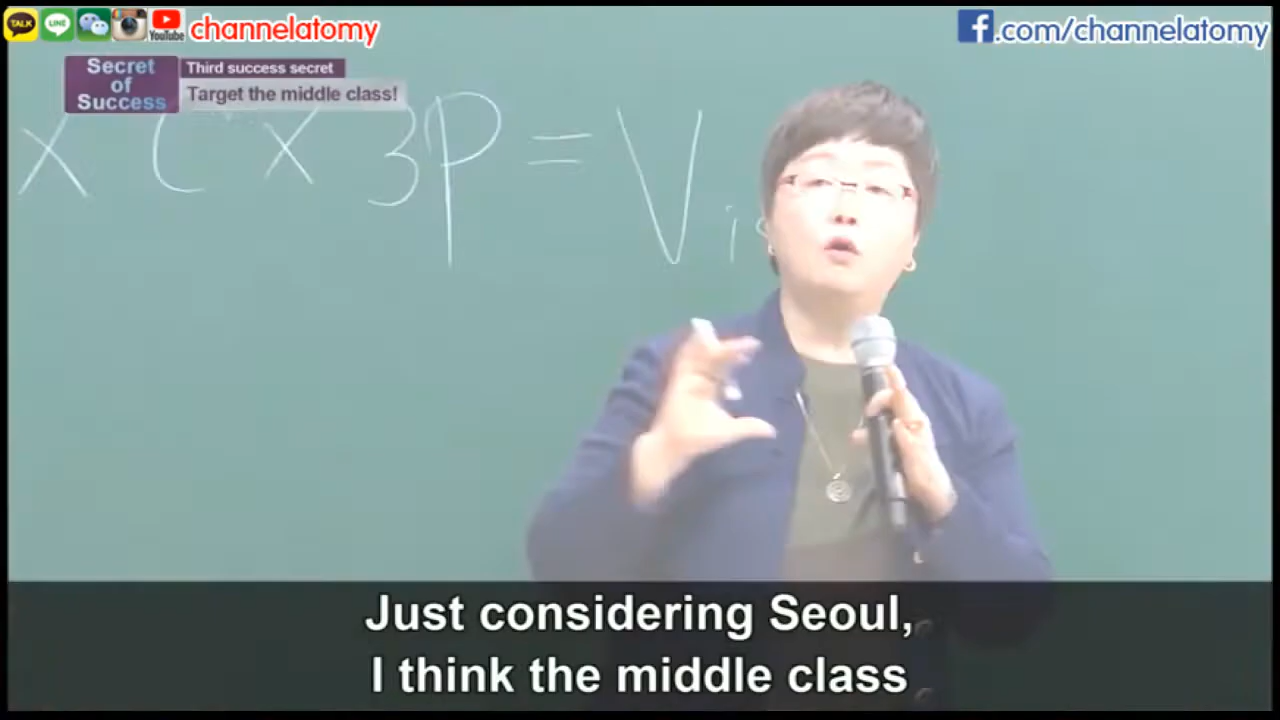 TALK
LINE
YouTube
channelatomy
f.com/channelatomy
Secret
of
Success
Third success secret
Target the middle class!
x C x 3P = Vi
Just considering Seoul,
I think the middle class